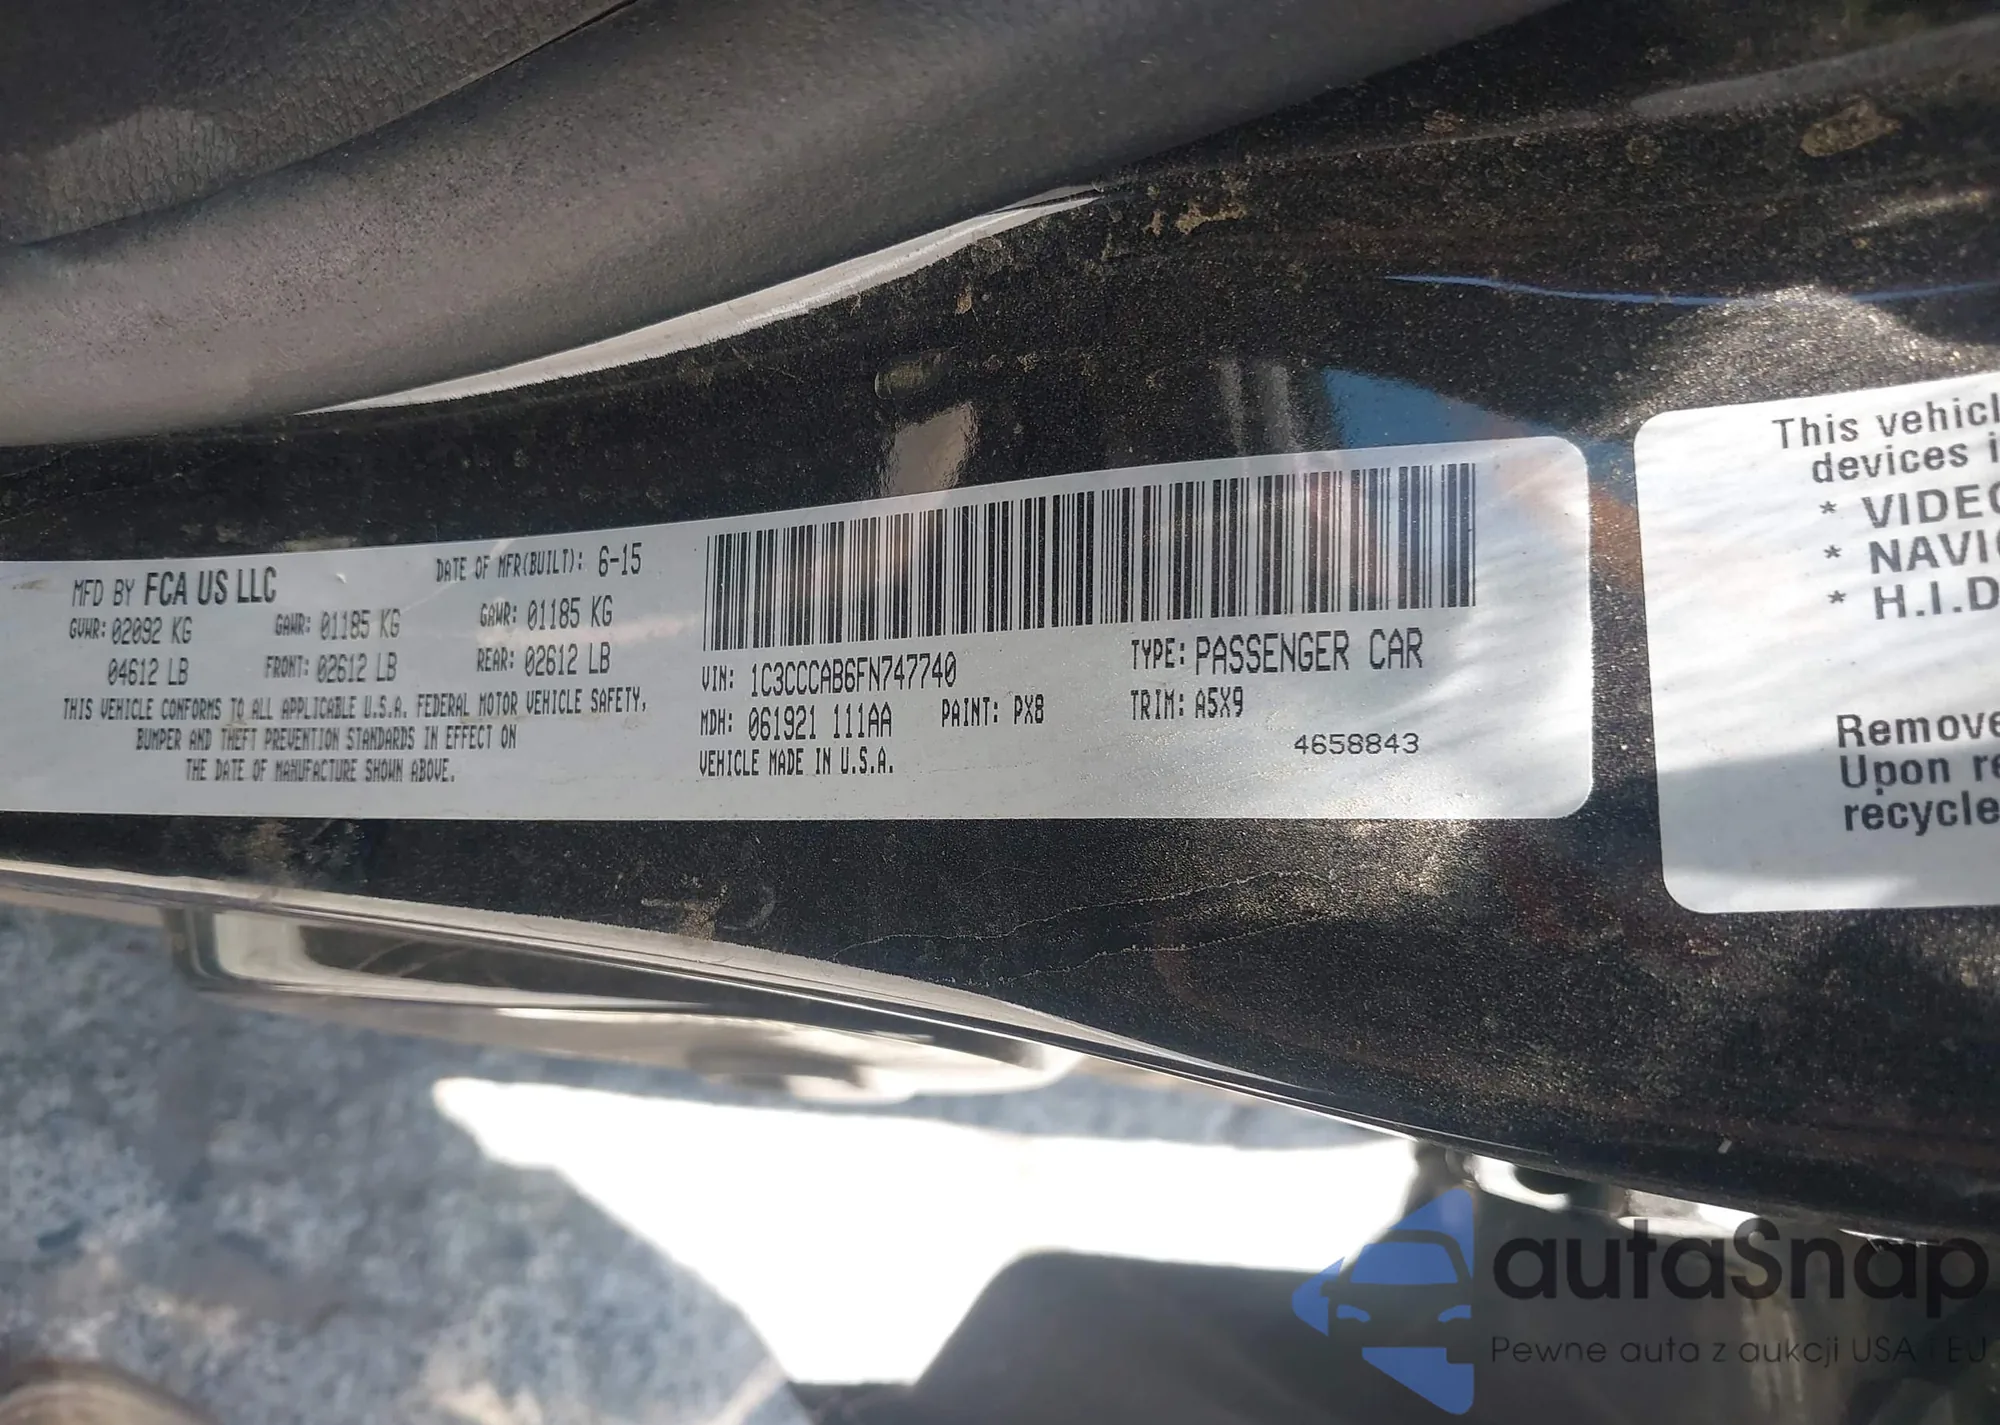 MFD BY FCA US LLC DATE OF MFR(BUILT): 6-15
GVWR: 02092 KG GAWR: 01185 KG GAWR: 01185 KG
04612 LB FRONT: 02612 LB REAR: 02612 LB
THIS VEHICLE CONFORMS TO ALL APPLICABLE U.S.A. FEDERAL MOTOR VEHICLE SAFETY,
BUMPER AND THEFT PREVENTION STANDARDS IN EFFECT ON
THE DATE OF MANUFACTURE SHOWN ABOVE.
VIN: 1C3CCCAB6FN747740 TYPE: PASSENGER CAR
MDH: 061921 111AA PAINT: PX8 TRIM: A5X9
VEHICLE MADE IN U.S.A. 4658843
This vehicl
devices i
* VIDEO
* NAVIG
* H.I.D
Remove
Upon re
recycle
autaSnap
Pewne auta z aukcji USA i EU